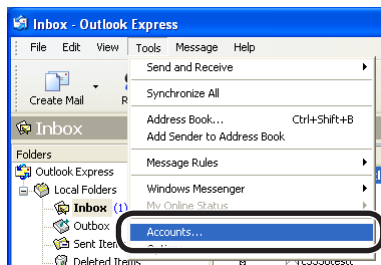 Inbox - Outlook Express
File Edit View Tools Message Help
Send and Receive
Synchronize All
Address Book... Ctrl+Shift+B
Add Sender to Address Book
Message Rules
Windows Messenger
My Online Status
Accounts...
Create Mail R
Inbox
Folders
Outlook Express
Local Folders
Inbox (1)
Outbox
Sent Item
Deleted Items